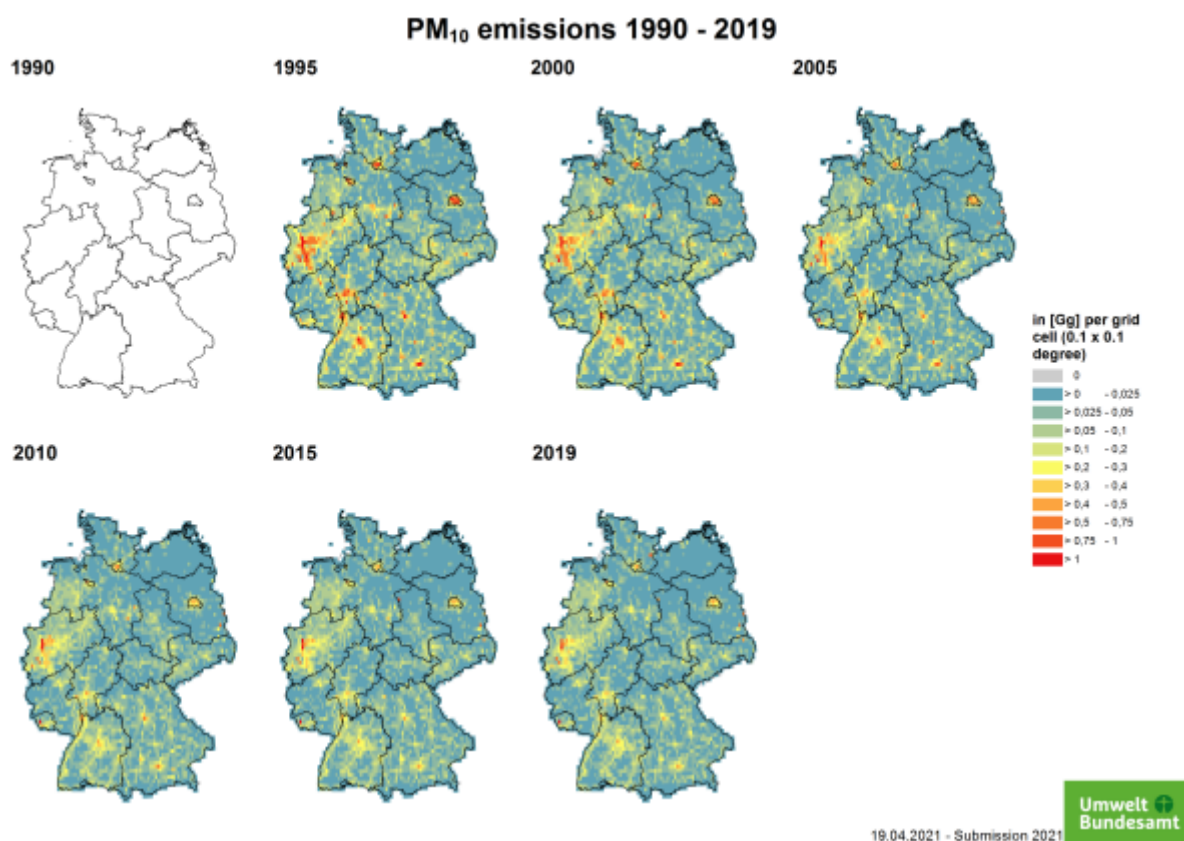 PM₁₀ emissions 1990 - 2019
1990
1995
2000
2005
in [Gg] per grid
cell (0.1 x 0.1
degree)
0
> 0 - 0,025
> 0,025 - 0,05
> 0,05 - 0,1
> 0,1 - 0,2
> 0,2 - 0,3
> 0,3 - 0,4
> 0,4 - 0,5
> 0,5 - 0,75
> 0,75 - 1
> 1
2010
2015
2019
Umwelt
Bundesamt
19.04.2021 - Submission 2021